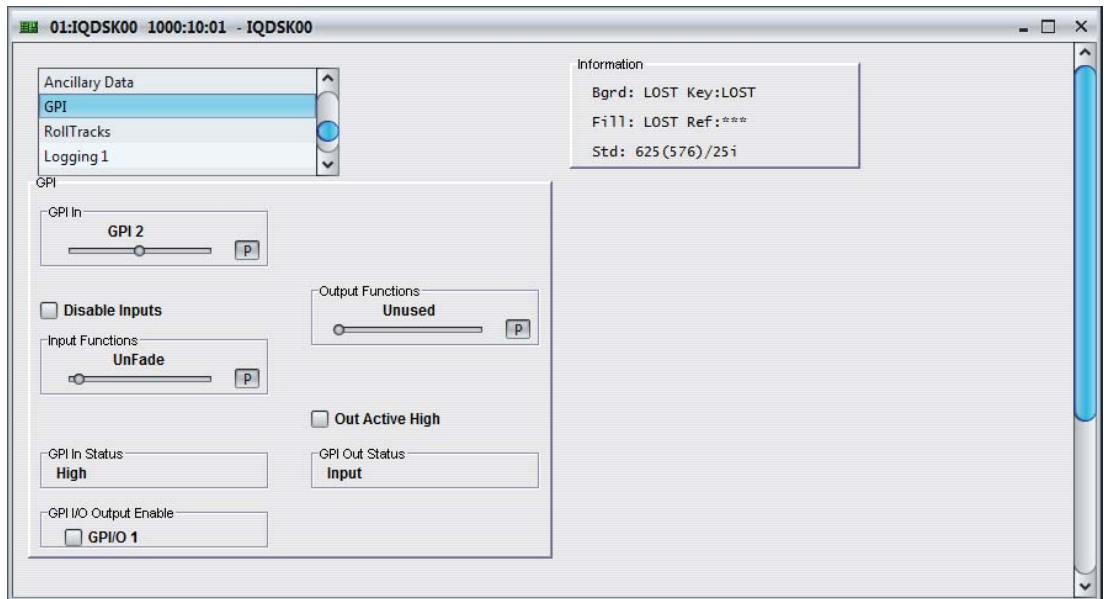 01:IQDSK00 1000:10:01 - IQDSK00
Ancillary Data
GPI
RollTracks
Logging 1
Information
Bgrd: LOST Key:LOST
Fill: LOST Ref:***
Std: 625(576)/25i
GPI
GPI In
GPI 2
P
Disable Inputs
Output Functions
Unused
P
Input Functions
UnFade
P
Out Active High
GPI In Status
High
GPI Out Status
Input
GPI I/O Output Enable
GPI/O 1